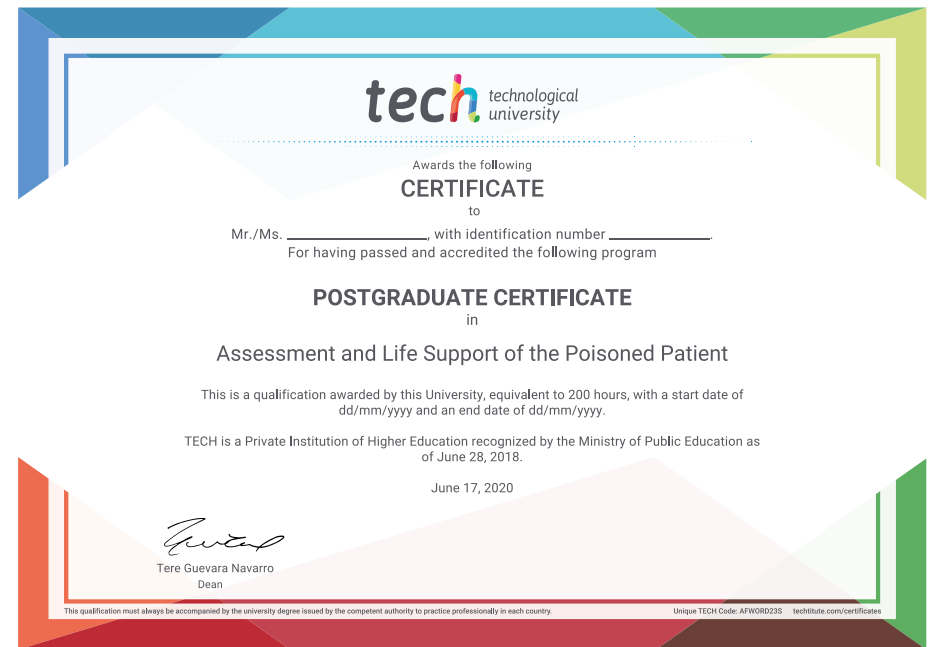 tech technological
university
Awards the following
CERTIFICATE
to
Mr./Ms. ____________________, with identification number ______________.
For having passed and accredited the following program
POSTGRADUATE CERTIFICATE
in
Assessment and Life Support of the Poisoned Patient
This is a qualification awarded by this University, equivalent to 200 hours, with a start date of
dd/mm/yyyy and an end date of dd/mm/yyyy.
TECH is a Private Institution of Higher Education recognized by the Ministry of Public Education as
of June 28, 2018.
June 17, 2020
Tere Guevara Navarro
Dean
This qualification must always be accompanied by the university degree issued by the competent authority to practice professionally in each country.
Unique TECH Code: AFWORD23S techtitute.com/certificates